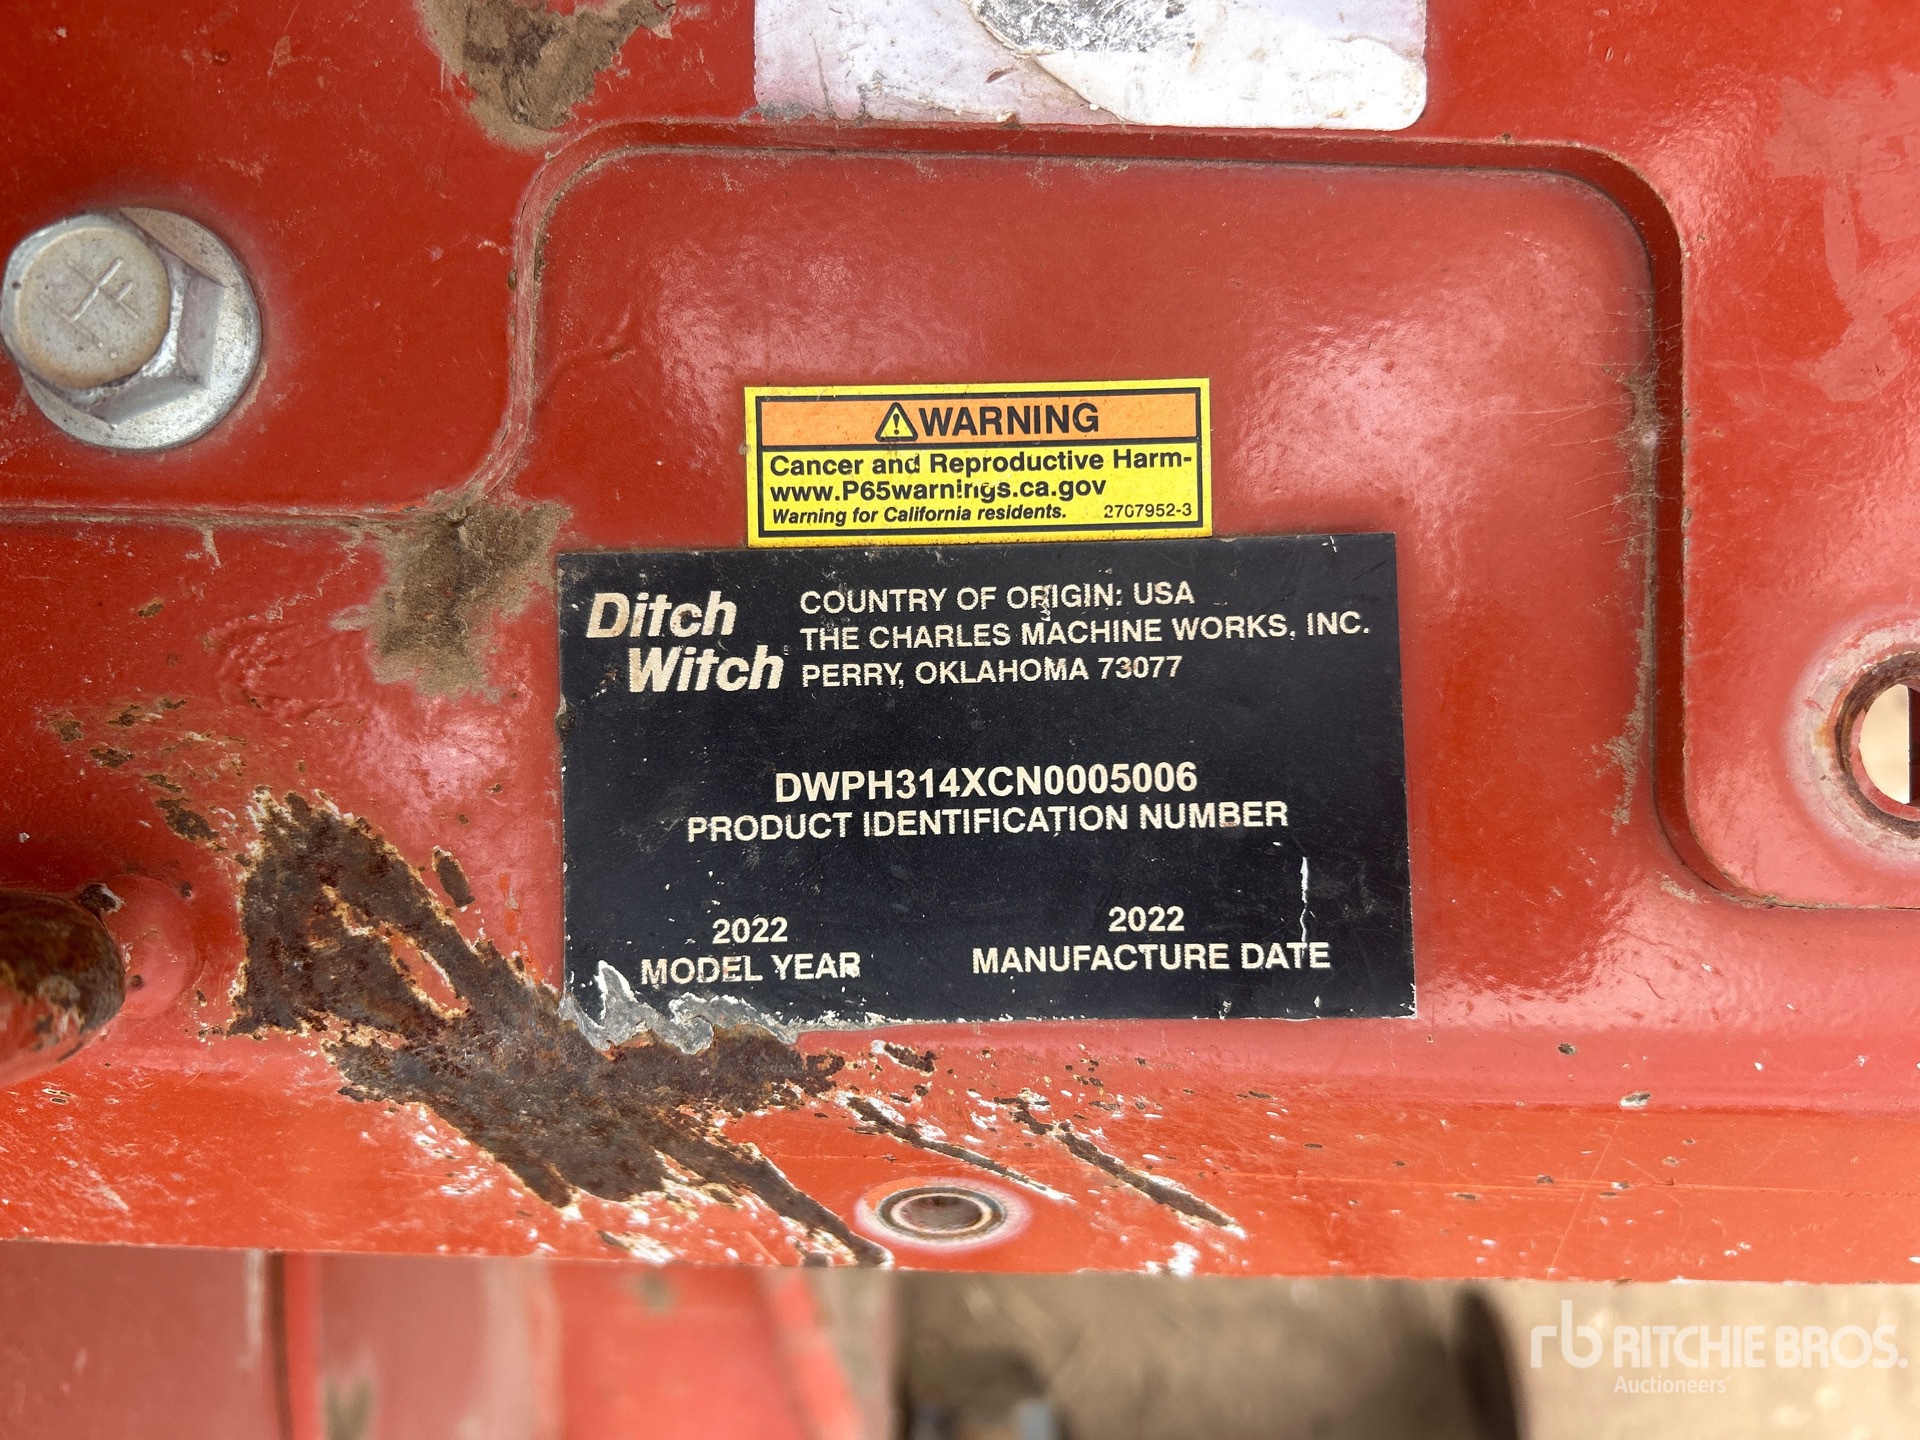 WARNING
Cancer and Reproductive Harm-
www.P65warnings.ca.gov
Warning for California residents. 2707952-3
Ditch
Witch
COUNTRY OF ORIGIN: USA
THE CHARLES MACHINE WORKS, INC.
PERRY, OKLAHOMA 73077
DWPH314XCN0005006
PRODUCT IDENTIFICATION NUMBER
2022
MODEL YEAR
2022
MANUFACTURE DATE
rb RITCHIE BROS.
Auctioneers